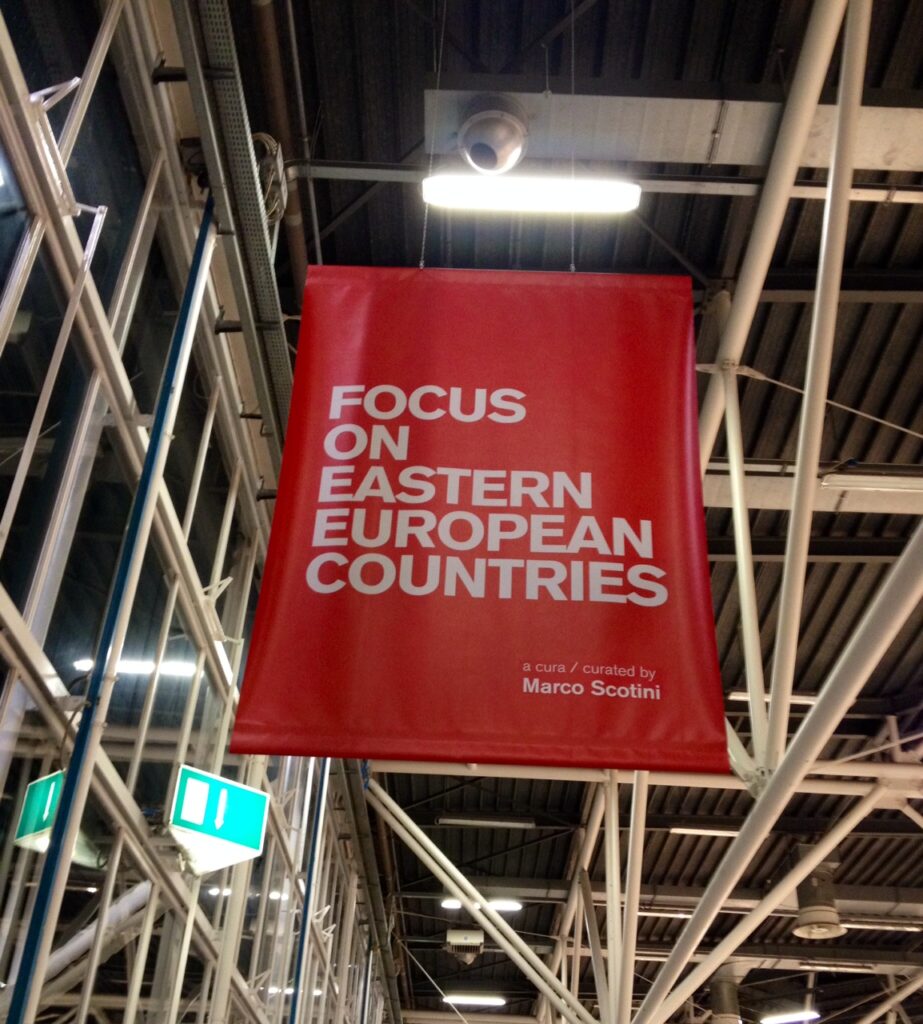 FOCUS
ON
EASTERN
EUROPEAN
COUNTRIES
a cura / curated by
Marco Scotini